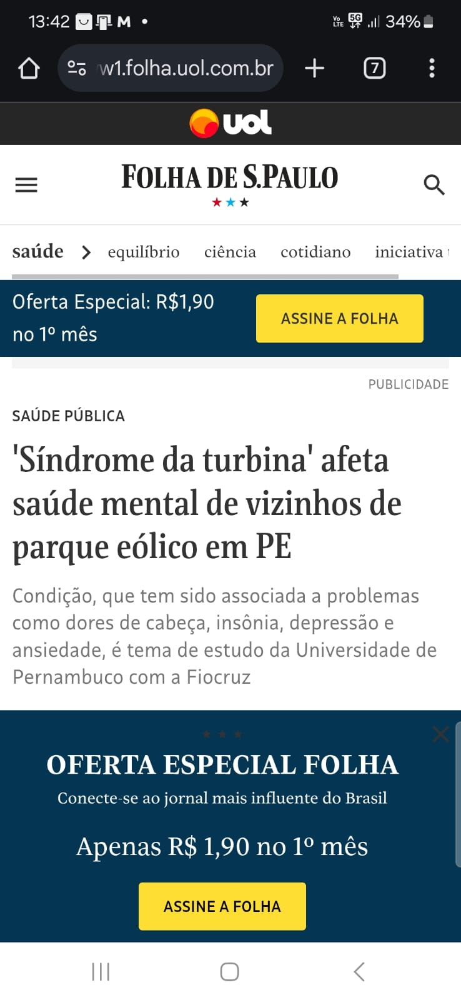 13:42 M
Vo LTE 5G 34%
w1.folha.uol.com.br
7
uol
FOLHA DE S.PAULO
saúde equilíbrio ciência cotidiano iniciativa
Oferta Especial: R$1,90
no 1º mês
ASSINE A FOLHA
PUBLICIDADE
SAÚDE PÚBLICA
'Síndrome da turbina' afeta
saúde mental de vizinhos de
parque eólico em PE
Condição, que tem sido associada a problemas
como dores de cabeça, insônia, depressão e
ansiedade, é tema de estudo da Universidade de
Pernambuco com a Fiocruz
OFERTA ESPECIAL FOLHA
Conecte-se ao jornal mais influente do Brasil
Apenas R$ 1,90 no 1º mês
ASSINE A FOLHA